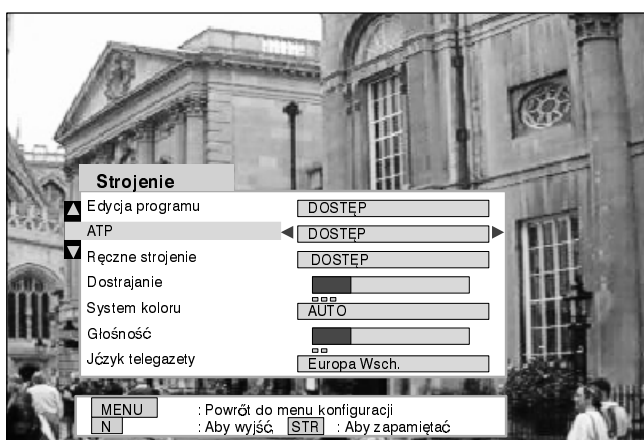 Strojenie
Edycja programu DOSTĘP
ATP DOSTĘP
Ręczne strojenie DOSTĘP
Dostrajanie
System koloru AUTO
Głośność
Józyk telegazety Europa Wsch.
MENU : Powrót do menu konfiguracji
N : Aby wyjść, STR : Aby zapamiętać